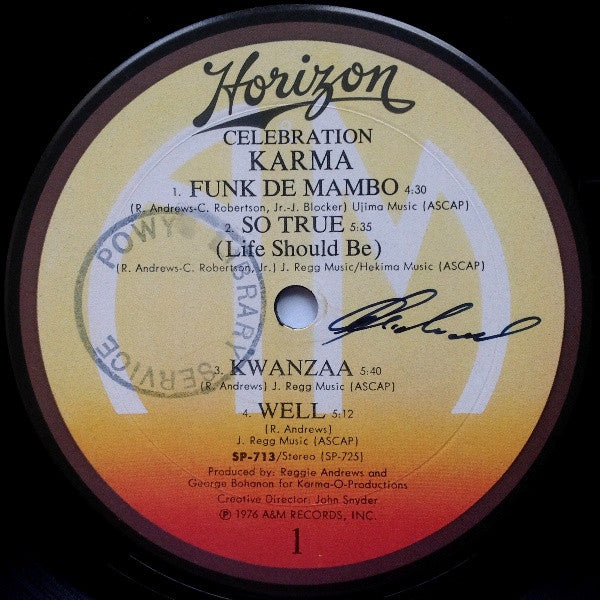 Horizon
CELEBRATION
KARMA
1. FUNK DE MAMBO 4:30
(R. Andrews-C. Robertson, Jr.-J. Blocker) Ujima Music (ASCAP)
2. SO TRUE 5:35
(Life Should Be)
(R. Andrews-C. Robertson, Jr.) J. Regg Music/Hekima Music (ASCAP)
3. KWANZAA 5:40
(R. Andrews) J. Regg Music (ASCAP)
4. WELL 5:12
(R. Andrews)
J. Regg Music (ASCAP)
SP-713/Stereo (SP-725)
Produced by: Reggie Andrews and
George Bohanon for Karma-O-Productions
Creative Director: John Snyder
℗ 1976 A&M RECORDS, INC.
1
POWYS LIBRARY SERVICE